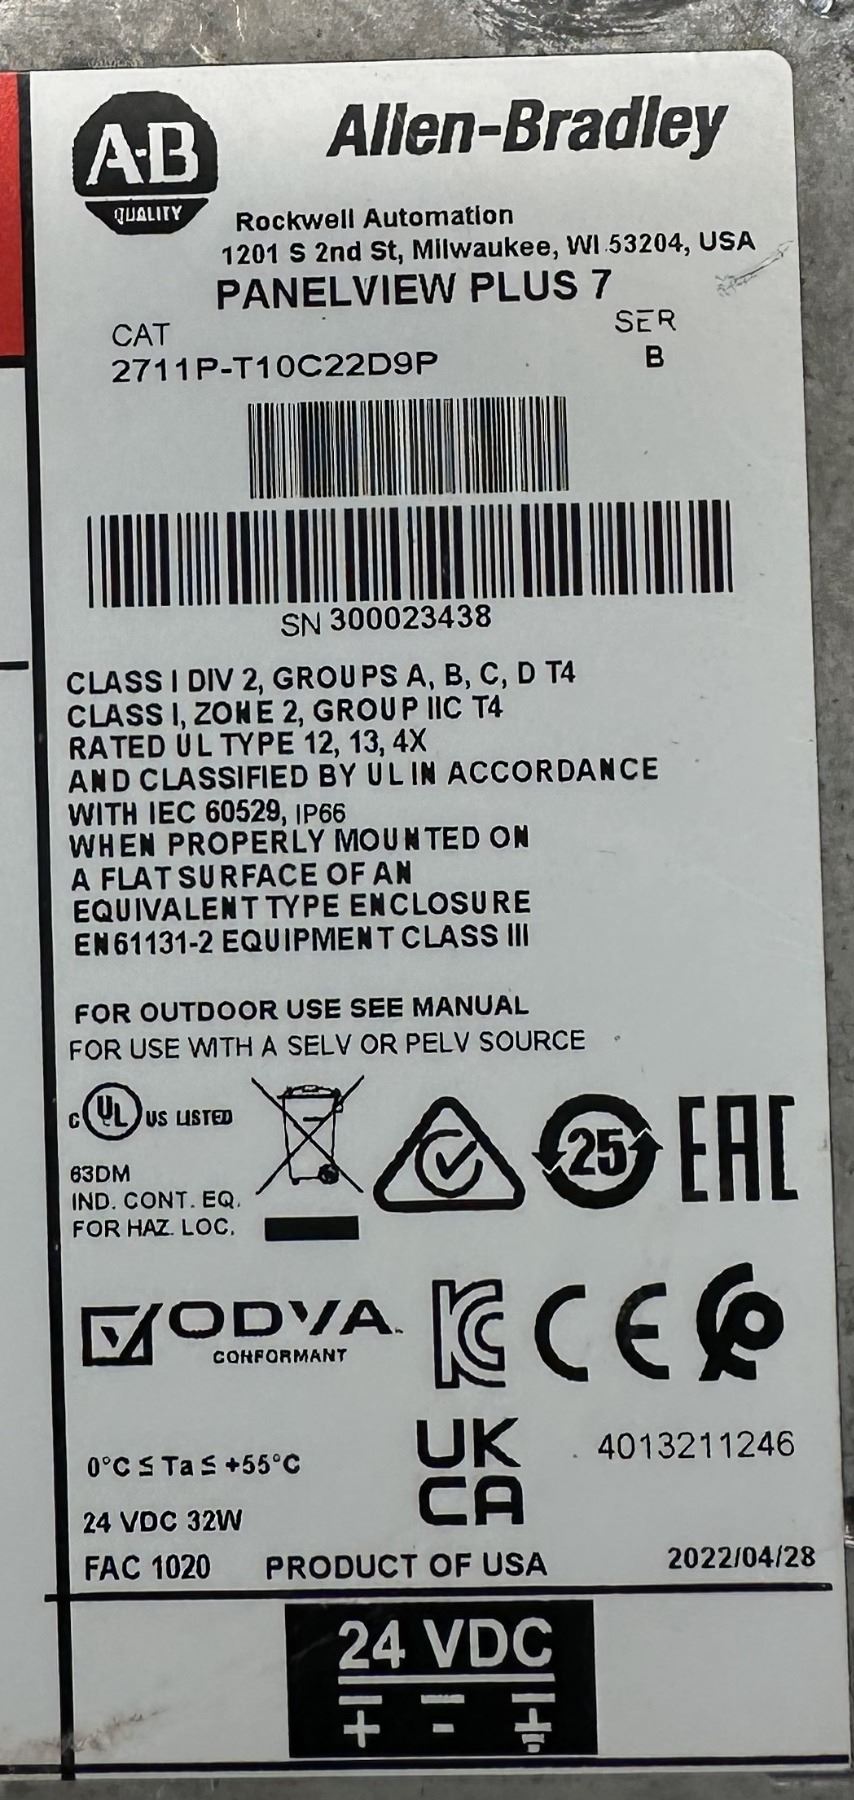 A-B
QUALITY
Allen-Bradley
Rockwell Automation
1201 S 2nd St, Milwaukee, WI 53204, USA
PANELVIEW PLUS 7
CAT
SER
2711P-T10C22D9P
B
SN 300023438
CLASS I DIV 2, GROUPS A, B, C, D T4
CLASS I, ZONE 2, GROUP IIC T4
RATED UL TYPE 12, 13, 4X
AND CLASSIFIED BY UL IN ACCORDANCE
WITH IEC 60529, IP66
WHEN PROPERLY MOUNTED ON
A FLAT SURFACE OF AN
EQUIVALENT TYPE ENCLOSURE
EN61131-2 EQUIPMENT CLASS III
FOR OUTDOOR USE SEE MANUAL
FOR USE WITH A SELV OR PELV SOURCE
C UL US LISTED
25
EAC
63DM
IND. CONT. EQ.
FOR HAZ. LOC.
ODVA
CONFORMANT
KC
CE
UK
CA
4013211246
0°C ≤ Ta ≤ +55°C
24 VDC 32W
FAC 1020
PRODUCT OF USA
2022/04/28
24 VDC
+ -